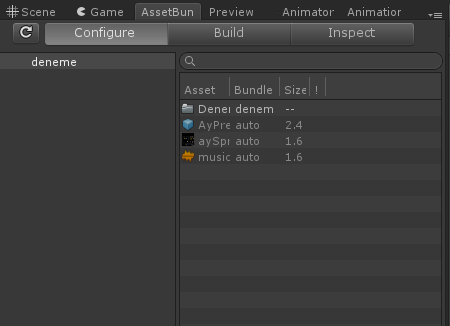 Scene Game AssetBun Preview Animator Animatior
Configure Build Inspect
deneme
Asset Bundle Size !
Dener denem --
AyPre auto 2.4
aySpr auto 1.6
music auto 1.6